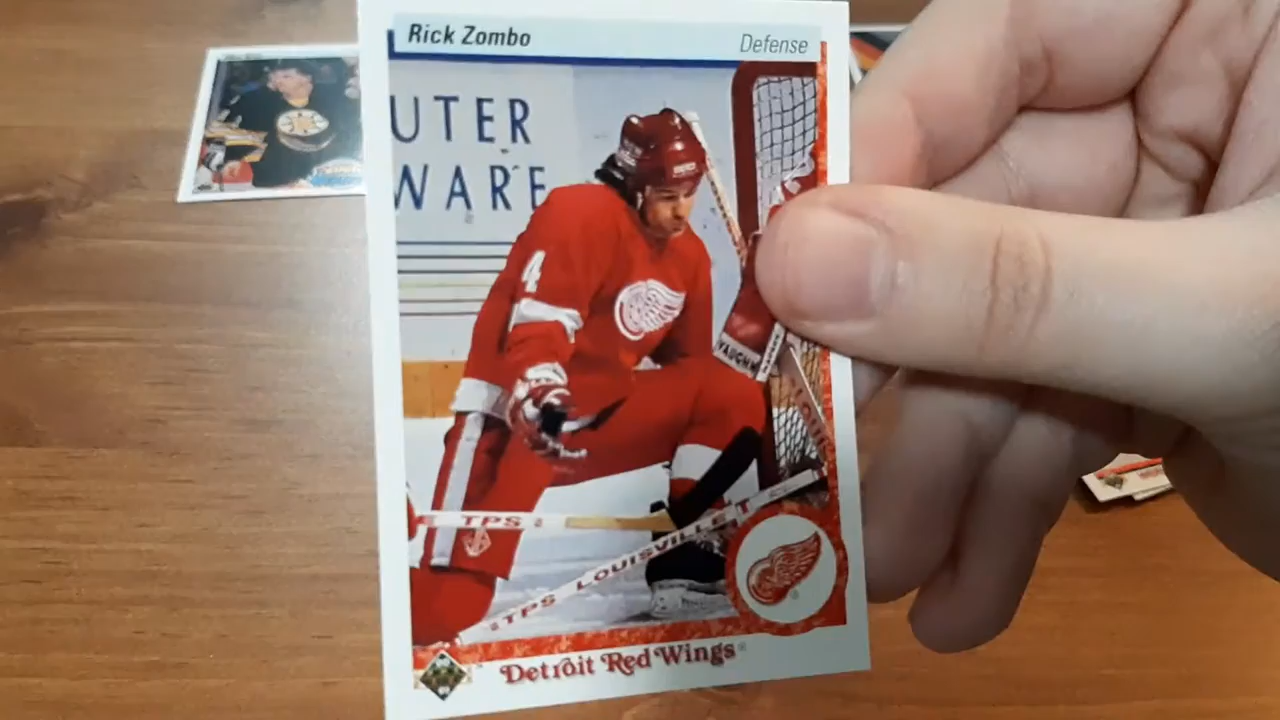 Rick Zombo
Defense
UTER
WARE
4
VAUGHN
TPS
TPS LOUISVILLE
Detroit Red Wings